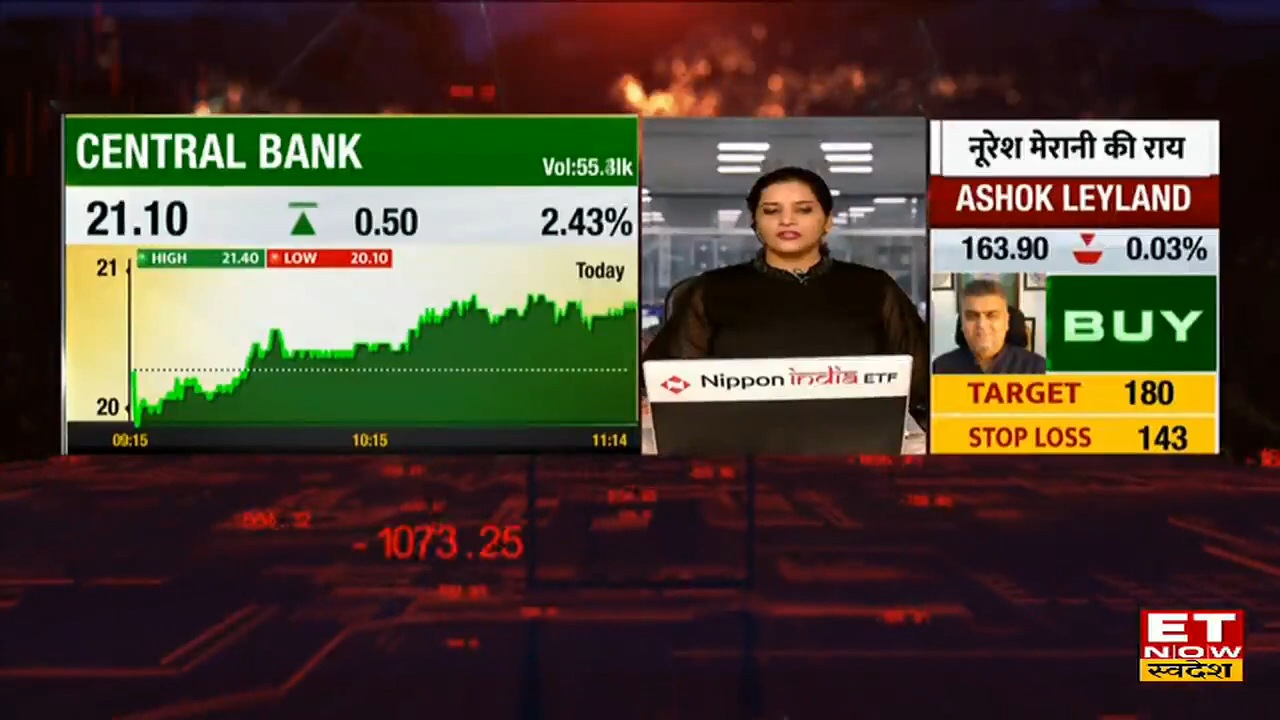 CENTRAL BANK
Vol:55.81k
21.10 0.50 2.43%
HIGH 21.40 LOW 20.10
Today
21
20
09:15 10:15 11:14
Nippon india ETF
नूरेश मेरानी की राय
ASHOK LEYLAND
163.90 0.03%
BUY
TARGET 180
STOP LOSS 143
-1073.25
ET
NOW
स्वदेश